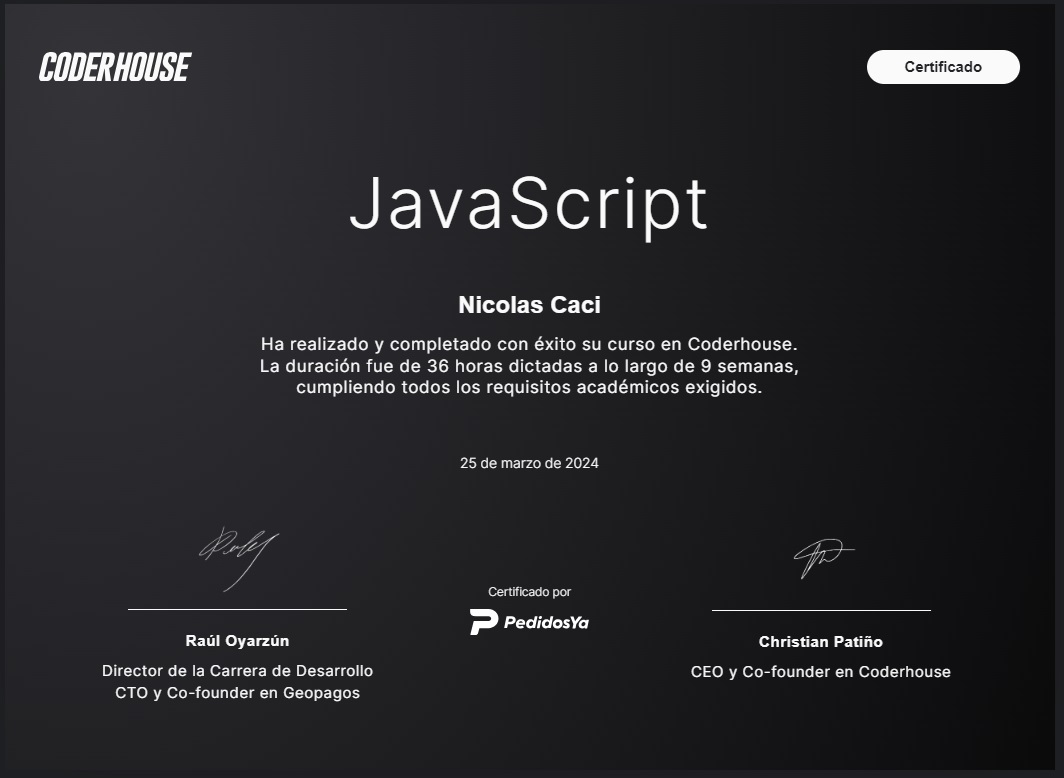 CODERHOUSE
Certificado
JavaScript
Nicolas Caci
Ha realizado y completado con éxito su curso en Coderhouse.
La duración fue de 36 horas dictadas a lo largo de 9 semanas,
cumpliendo todos los requisitos académicos exigidos.
25 de marzo de 2024
Certificado por
PedidosYa
Raúl Oyarzún
Director de la Carrera de Desarrollo
CTO y Co-founder en Geopagos
Christian Patiño
CEO y Co-founder en Coderhouse